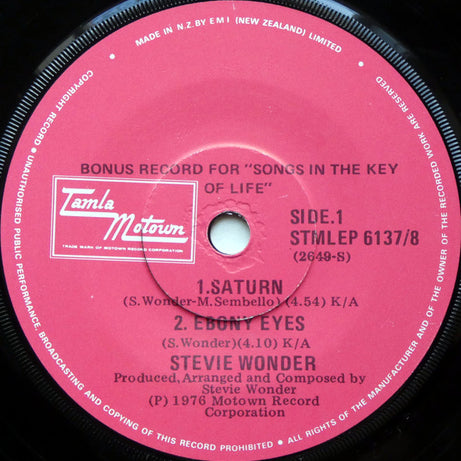 MADE IN N.Z. BY EMI (NEW ZEALAND) LIMITED
BONUS RECORD FOR "SONGS IN THE KEY
OF LIFE"
Tamla
Motown
TRADE MARK OF MOTOWN RECORD CORPORATION
SIDE.1
STMLEP 6137/8
(2649-S)
1.SATURN
(S.Wonder-M.Sembello)(4.54) K/A
2. EBONY EYES
(S.Wonder)(4.10) K/A
STEVIE WONDER
Produced,Arranged and Composed by
Stevie Wonder
(P) 1976 Motown Record
Corporation
COPYRIGHT RECORD • UNAUTHORISED PUBLIC PERFORMANCE, BROADCASTING AND COPYING OF THIS RECORD PROHIBITED • ALL RIGHTS OF THE MANUFACTURER AND OF THE OWNER OF THE RECORDED WORK ARE RESERVED